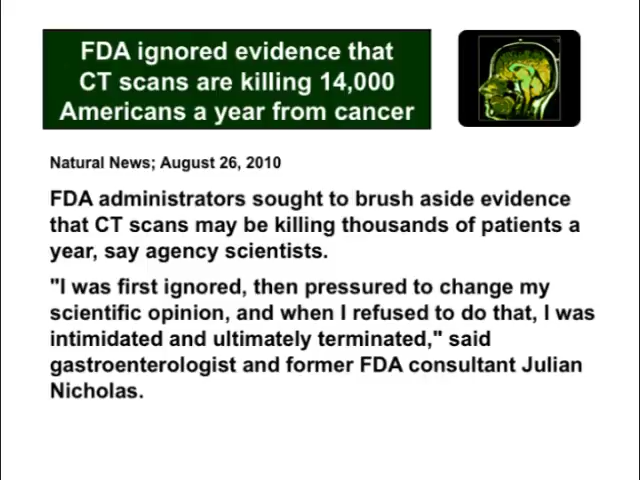 FDA ignored evidence that
CT scans are killing 14,000
Americans a year from cancer
Natural News; August 26, 2010
FDA administrators sought to brush aside evidence
that CT scans may be killing thousands of patients a
year, say agency scientists.
"I was first ignored, then pressured to change my
scientific opinion, and when I refused to do that, I was
intimidated and ultimately terminated," said
gastroenterologist and former FDA consultant Julian
Nicholas.